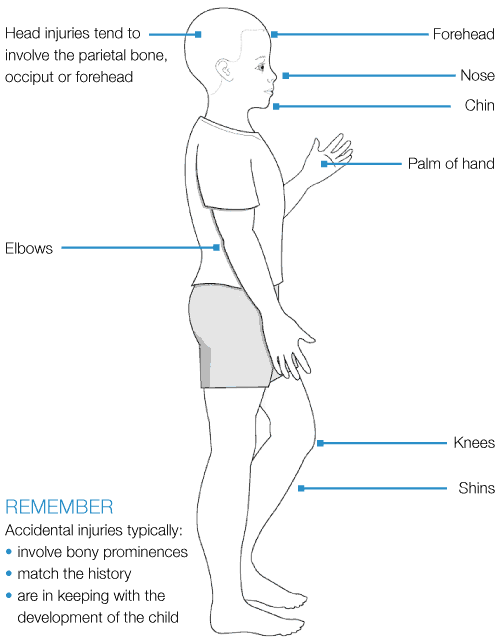 Head injuries tend to
involve the parietal bone,
occiput or forehead
Forehead
Nose
Chin
Palm of hand
Elbows
Knees
Shins
REMEMBER
Accidental injuries typically:
• involve bony prominences
• match the history
• are in keeping with the
development of the child